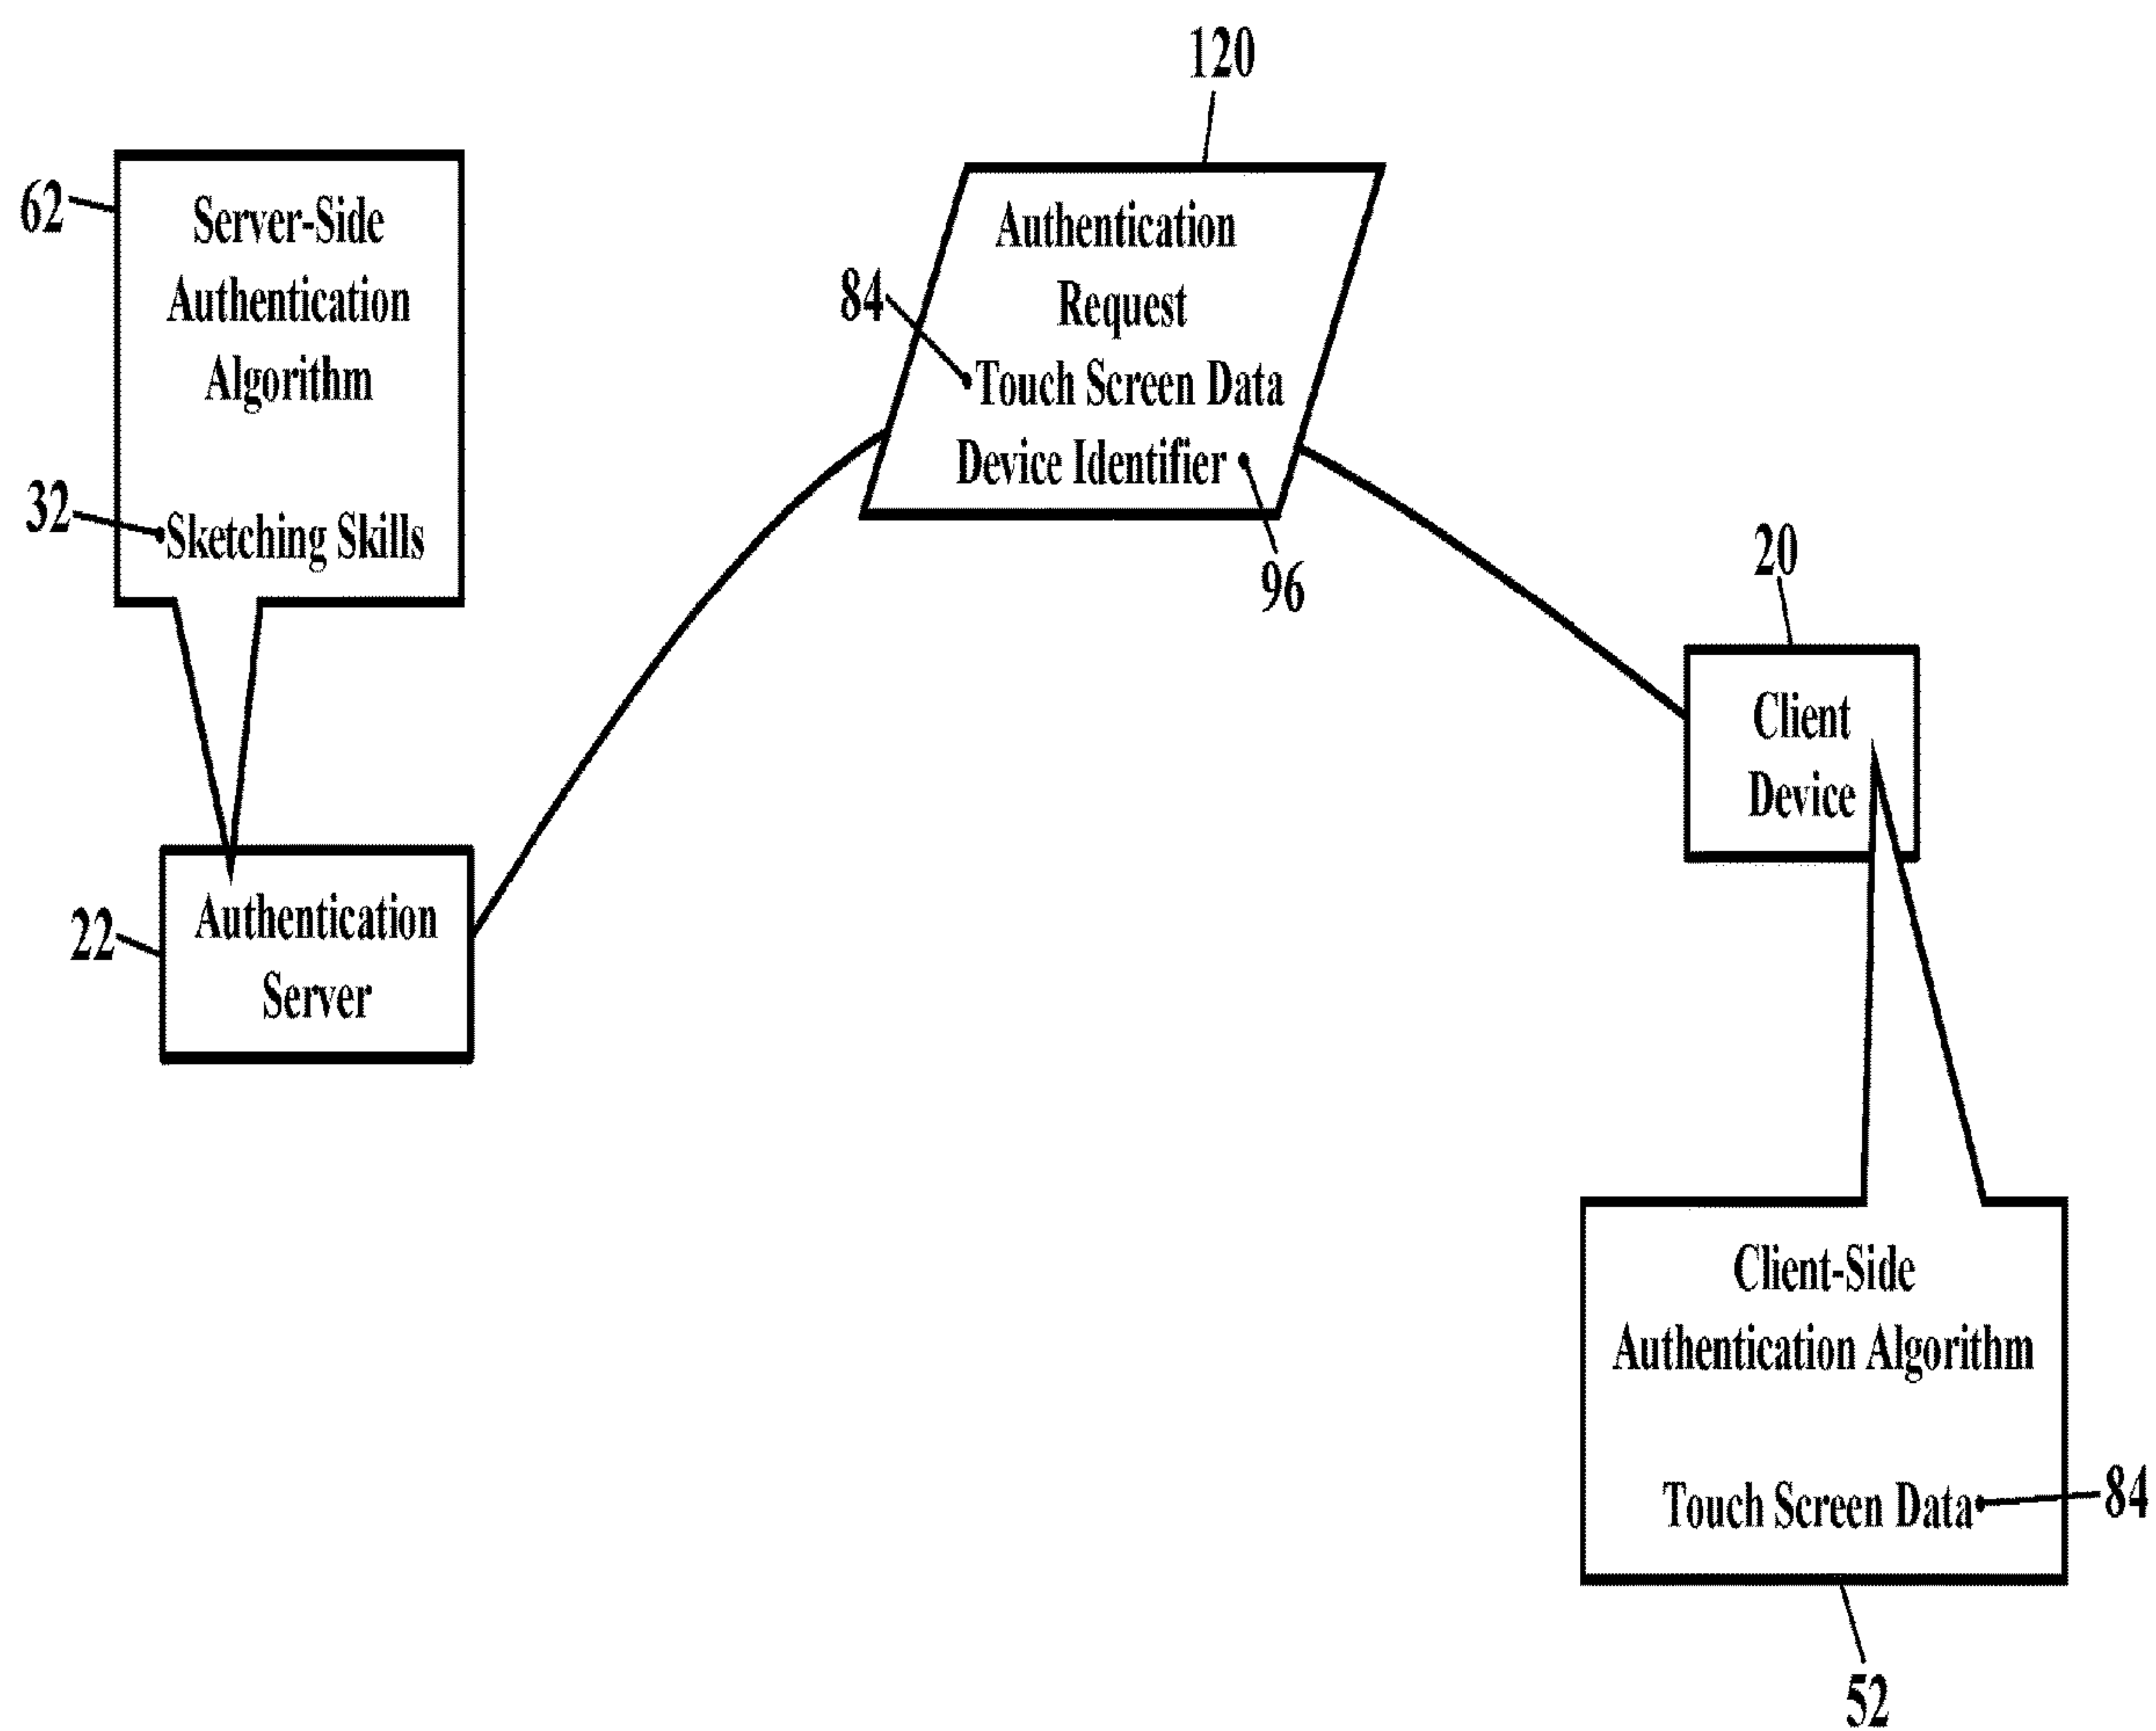 120
62
Server-Side
Authentication
Algorithm
32
Sketching Skills
Authentication
Request
84
Touch Screen Data
Device Identifier
96
20
Client
Device
22
Authentication
Server
Client-Side
Authentication Algorithm
Touch Screen Data
84
52